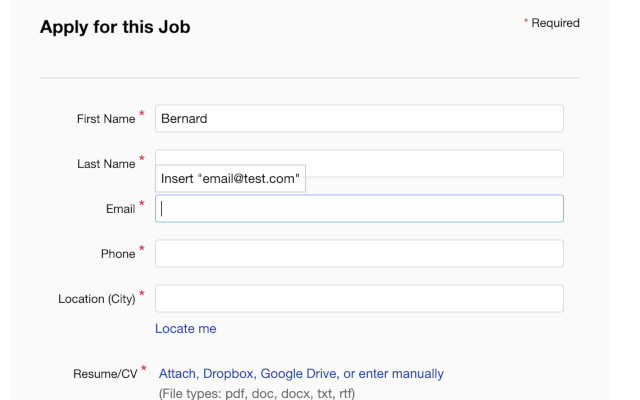 Apply for this Job
* Required
First Name *
Bernard
Last Name *
Insert "email@test.com"
Email *
Phone *
Location (City) *
Locate me
Resume/CV * Attach, Dropbox, Google Drive, or enter manually
(File types: pdf, doc, docx, txt, rtf)